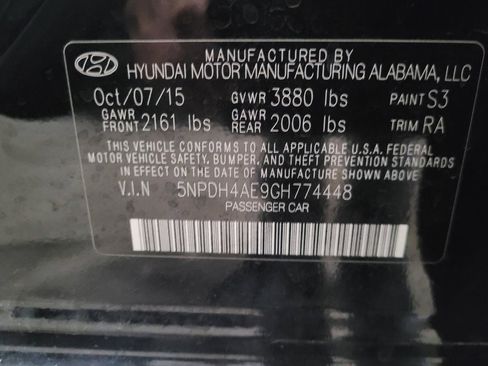 MANUFACTURED BY
HYUNDAI MOTOR MANUFACTURING ALABAMA, LLC
Oct/07/15 GVWR 3880 lbs PAINT S3
GAWR FRONT 2161 lbs GAWR REAR 2006 lbs TRIM RA
THIS VEHICLE CONFORMS TO ALL APPLICABLE U.S.A. FEDERAL
MOTOR VEHICLE SAFETY, BUMPER, AND THEFT PREVENTION
STANDARDS IN EFFECT ON THE DATE OF MANUFACTURE SHOWN ABOVE.
V.I.N 5NPDH4AE9GH774448
PASSENGER CAR